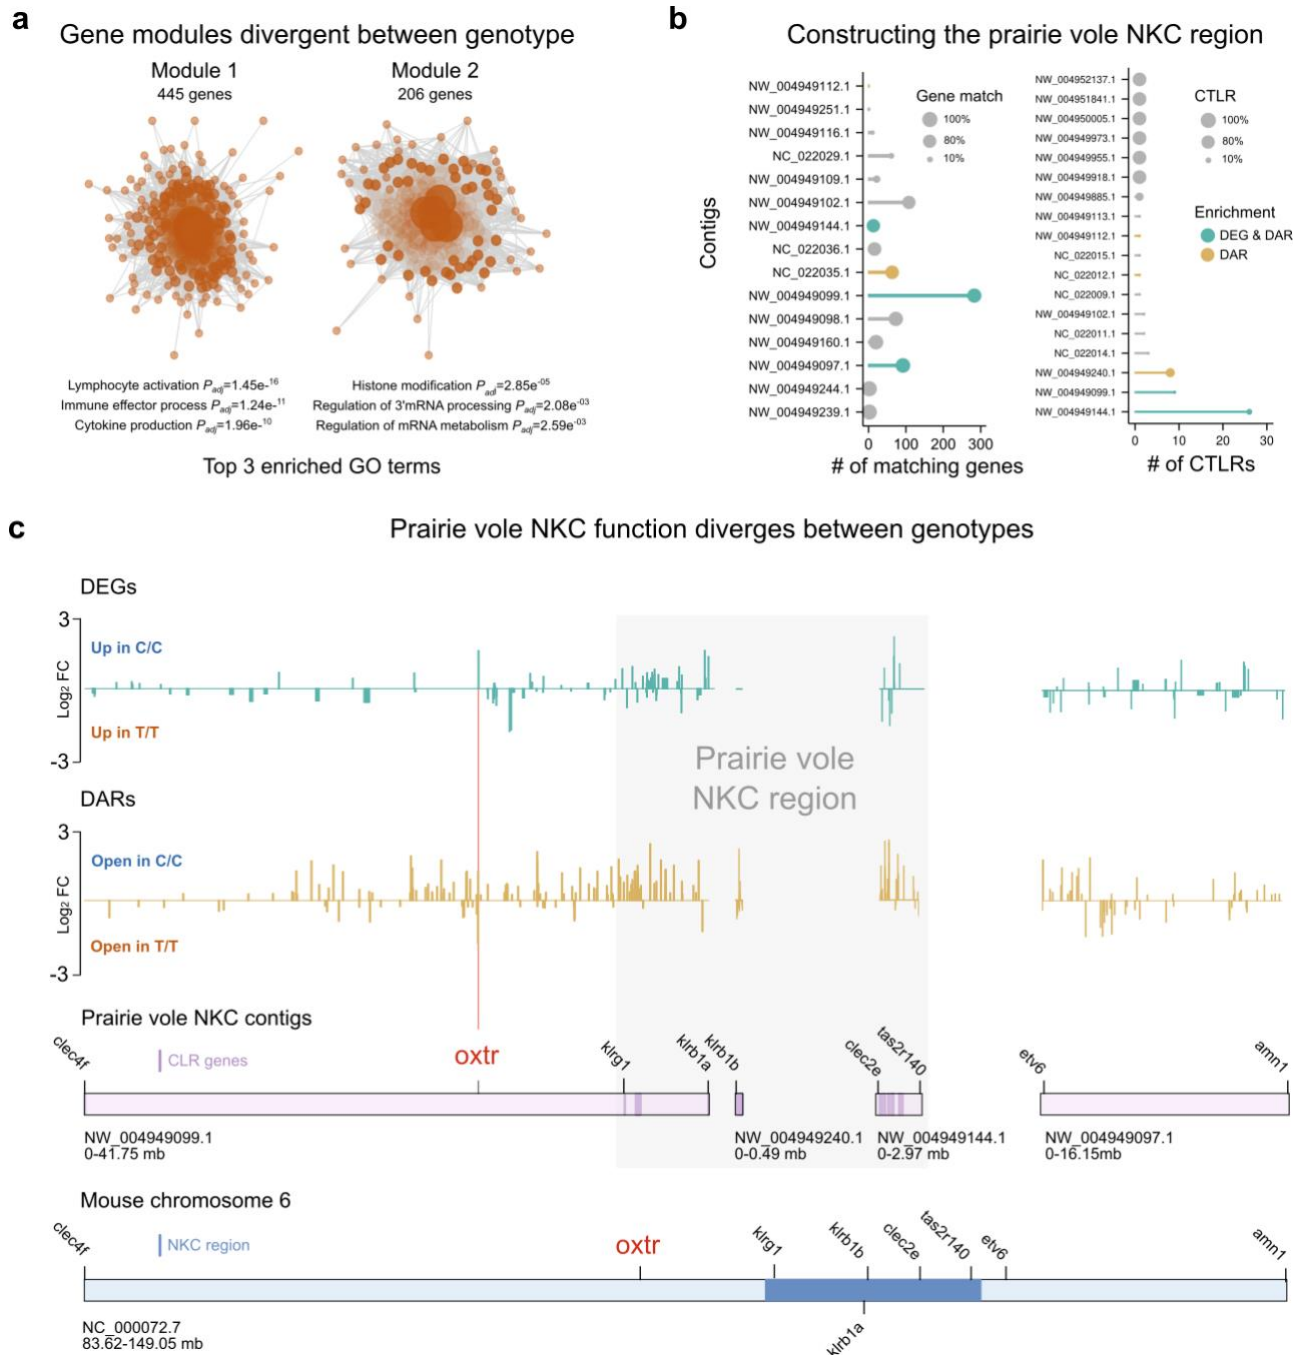 a
Gene modules divergent between genotype
Module 1
445 genes
Module 2
206 genes
Lymphocyte activation Padj=1.45e-16
Immune effector process Padj=1.24e-11
Cytokine production Padj=1.96e-10
Histone modification Padj=2.85e-05
Regulation of 3'mRNA processing Padj=2.08e-03
Regulation of mRNA metabolism Padj=2.59e-03
Top 3 enriched GO terms
b
Constructing the prairie vole NKC region
Contigs
NW_004949112.1
NW_004949251.1
NW_004949116.1
NC_022029.1
NW_004949109.1
NW_004949102.1
NW_004949144.1
NC_022036.1
NC_022035.1
NW_004949099.1
NW_004949098.1
NW_004949160.1
NW_004949097.1
NW_004949244.1
NW_004949239.1
0 100 200 300
# of matching genes
Gene match
100%
80%
10%
NW_004952137.1
NW_004951841.1
NW_004950005.1
NW_004949973.1
NW_004949955.1
NW_004949918.1
NW_004949885.1
NW_004949113.1
NW_004949112.1
NC_022015.1
NC_022012.1
NC_022009.1
NW_004949102.1
NC_022011.1
NC_022014.1
NW_004949240.1
NW_004949099.1
NW_004949144.1
0 10 20 30
# of CTLRs
CTLR
100%
80%
10%
Enrichment
DEG & DAR
DAR
c
Prairie vole NKC function diverges between genotypes
DEGs
3
Up in C/C
Log2 FC
Up in T/T
-3
Prairie vole
NKC region
DARs
3
Open in C/C
Log2 FC
Open in T/T
-3
Prairie vole NKC contigs
clec4f
CLR genes
oxtr
klrg1
klrb1a
klrb1b
clec2e
tas2r140
etv6
amn1
NW_004949099.1
0-41.75 mb
NW_004949240.1
0-0.49 mb
NW_004949144.1
0-2.97 mb
NW_004949097.1
0-16.15mb
Mouse chromosome 6
clec4f
NKC region
oxtr
klrg1
klrb1b
clec2e
tas2r140
etv6
amn1
klrb1a
NC_000072.7
83.62-149.05 mb